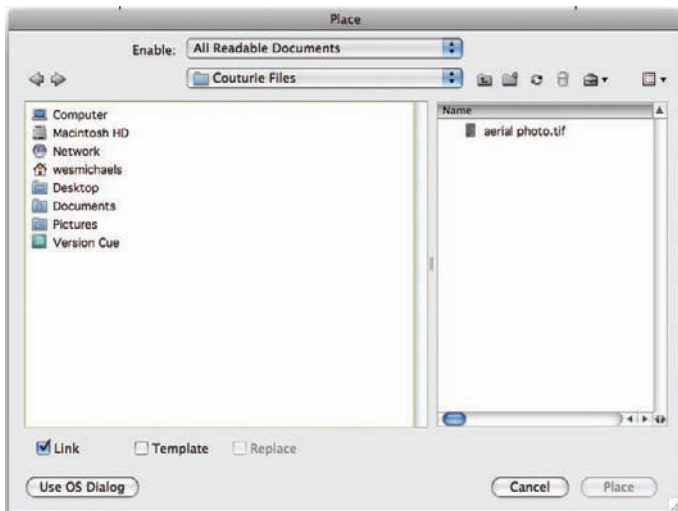 Place
Enable: All Readable Documents
Couturie Files
Computer
Macintosh HD
Network
wesmichaels
Desktop
Documents
Pictures
Version Cue
Name
aerial photo.tif
Link Template Replace
Use OS Dialog Cancel Place